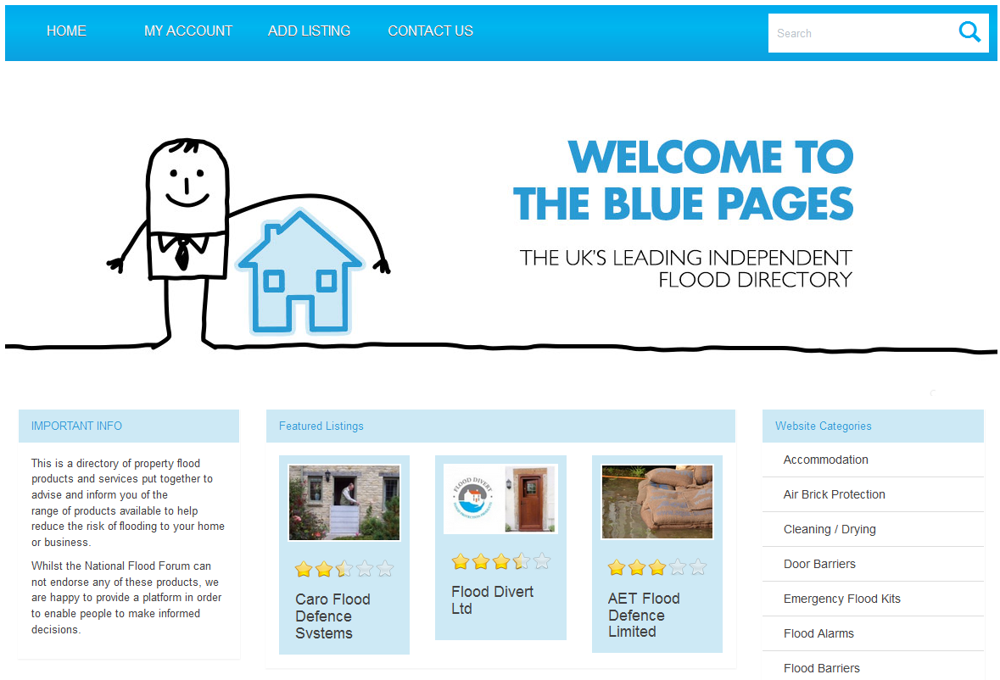 HOME
MY ACCOUNT
ADD LISTING
CONTACT US
Search
WELCOME TO
THE BLUE PAGES
THE UK'S LEADING INDEPENDENT
FLOOD DIRECTORY
IMPORTANT INFO
This is a directory of property flood
products and services put together to
advise and inform you of the
range of products available to help
reduce the risk of flooding to your home
or business.
Whilst the National Flood Forum can
not endorse any of these products, we
are happy to provide a platform in order
to enable people to make informed
decisions.
Featured Listings
Caro Flood
Defence
Systems
FLOOD DIVERT
Flood Divert
Ltd
AET Flood
Defence
Limited
Website Categories
Accommodation
Air Brick Protection
Cleaning / Drying
Door Barriers
Emergency Flood Kits
Flood Alarms
Flood Barriers